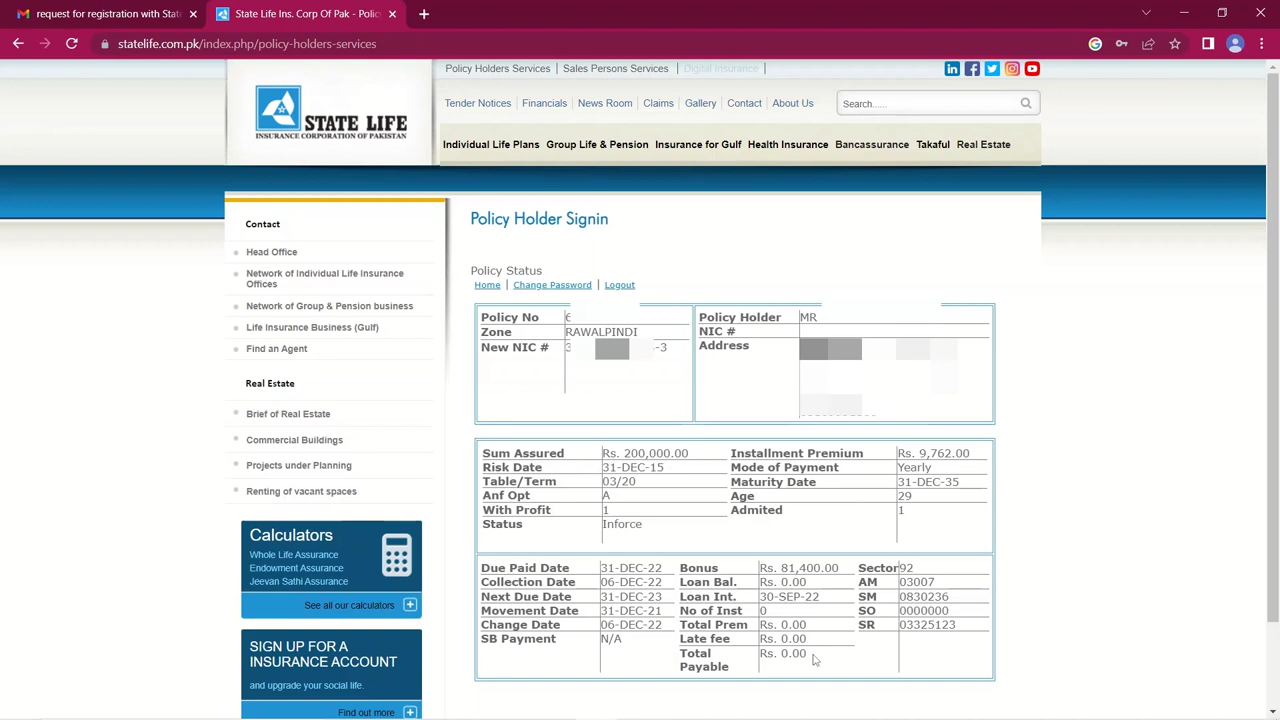 request for registration with Stat
State Life Ins. Corp Of Pak - Polic
statelife.com.pk/index.php/policy-holders-services
Policy Holders Services | Sales Persons Services | Digital Insurance |
Tender Notices | Financials | News Room | Claims | Gallery | Contact | About Us
Search......
STATE LIFE
INSURANCE CORPORATION OF PAKISTAN
Individual Life Plans Group Life & Pension Insurance for Gulf Health Insurance Bancassurance Takaful Real Estate
Contact
Head Office
Network of Individual Life Insurance
Offices
Network of Group & Pension business
Life Insurance Business (Gulf)
Find an Agent
Real Estate
Brief of Real Estate
Commercial Buildings
Projects under Planning
Renting of vacant spaces
Calculators
Whole Life Assurance
Endowment Assurance
Jeevan Sathi Assurance
See all our calculators
SIGN UP FOR A
INSURANCE ACCOUNT
and upgrade your social life.
Find out more
Policy Holder Signin
Policy Status
Home | Change Password | Logout
Policy No 6 Policy Holder MR
Zone RAWALPINDI NIC #
New NIC # 3 -3 Address
Sum Assured Rs. 200,000.00 Installment Premium Rs. 9,762.00
Risk Date 31-DEC-15 Mode of Payment Yearly
Table/Term 03/20 Maturity Date 31-DEC-35
Anf Opt A Age 29
With Profit 1 Admited 1
Status Inforce
Due Paid Date 31-DEC-22 Bonus Rs. 81,400.00 Sector 92
Collection Date 06-DEC-22 Loan Bal. Rs. 0.00 AM 03007
Next Due Date 31-DEC-23 Loan Int. 30-SEP-22 SM 0830236
Movement Date 31-DEC-21 No of Inst 0 SO 0000000
Change Date 06-DEC-22 Total Prem Rs. 0.00 SR 03325123
SB Payment N/A Late fee Rs. 0.00
Total Rs. 0.00
Payable